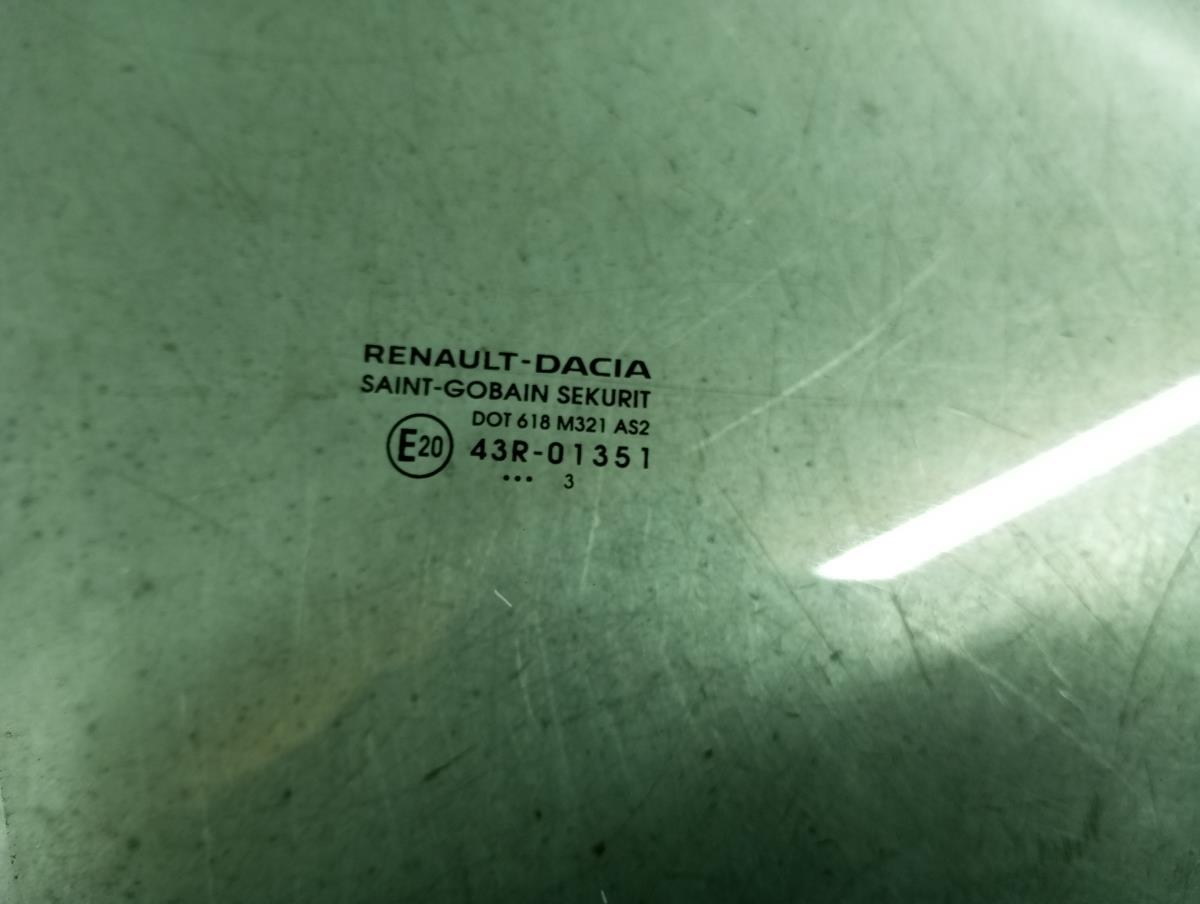 RENAULT-DACIA
SAINT-GOBAIN SEKURIT
DOT 618 M321 AS2
E20 43R-01351
... 3